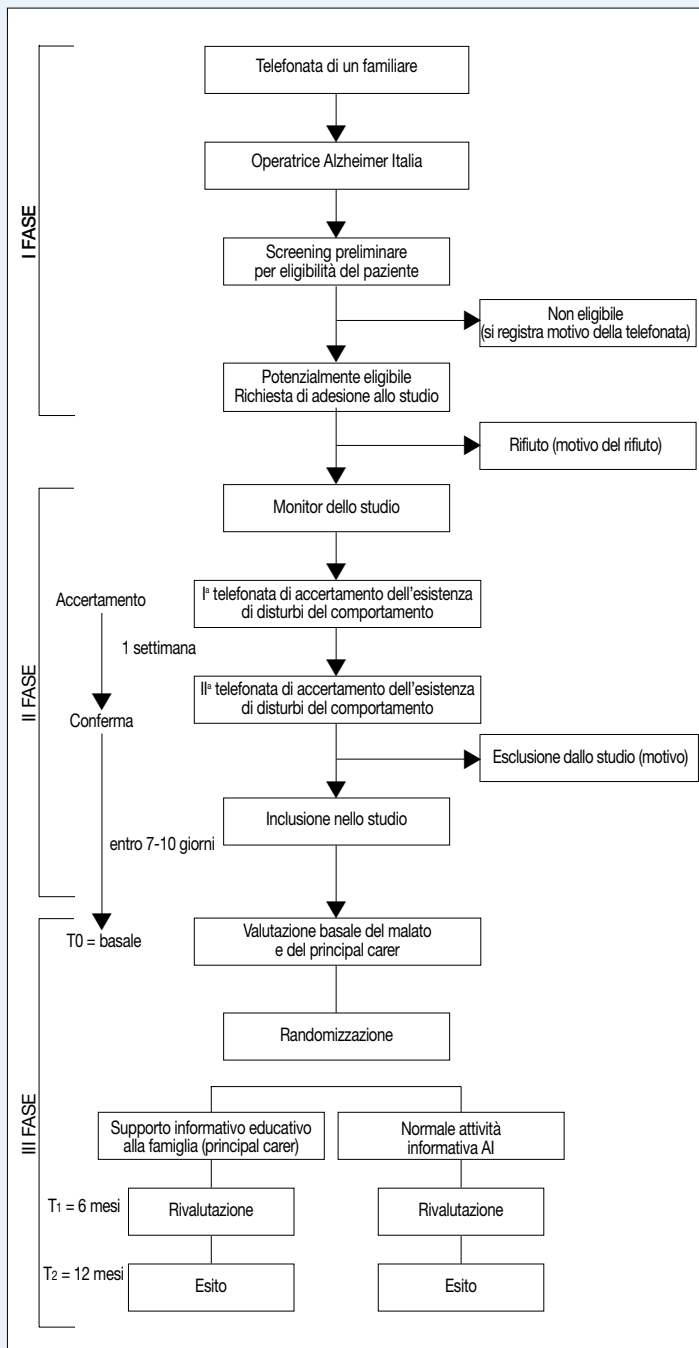 I FASE
Telefonata di un familiare
Operatrice Alzheimer Italia
Screening preliminare
per eligibilità del paziente
Non eligibile
(si registra motivo della telefonata)
Potenzialmente eligibile
Richiesta di adesione allo studio
Rifiuto (motivo del rifiuto)
II FASE
Monitor dello studio
Accertamento
Iª telefonata di accertamento dell'esistenza
di disturbi del comportamento
1 settimana
IIª telefonata di accertamento dell'esistenza
di disturbi del comportamento
Conferma
Esclusione dallo studio (motivo)
Inclusione nello studio
entro 7-10 giorni
III FASE
T0 = basale
Valutazione basale del malato
e del principal carer
Randomizzazione
Supporto informativo educativo
alla famiglia (principal carer)
Normale attività
informativa AI
T1 = 6 mesi
Rivalutazione
Rivalutazione
T2 = 12 mesi
Esito
Esito